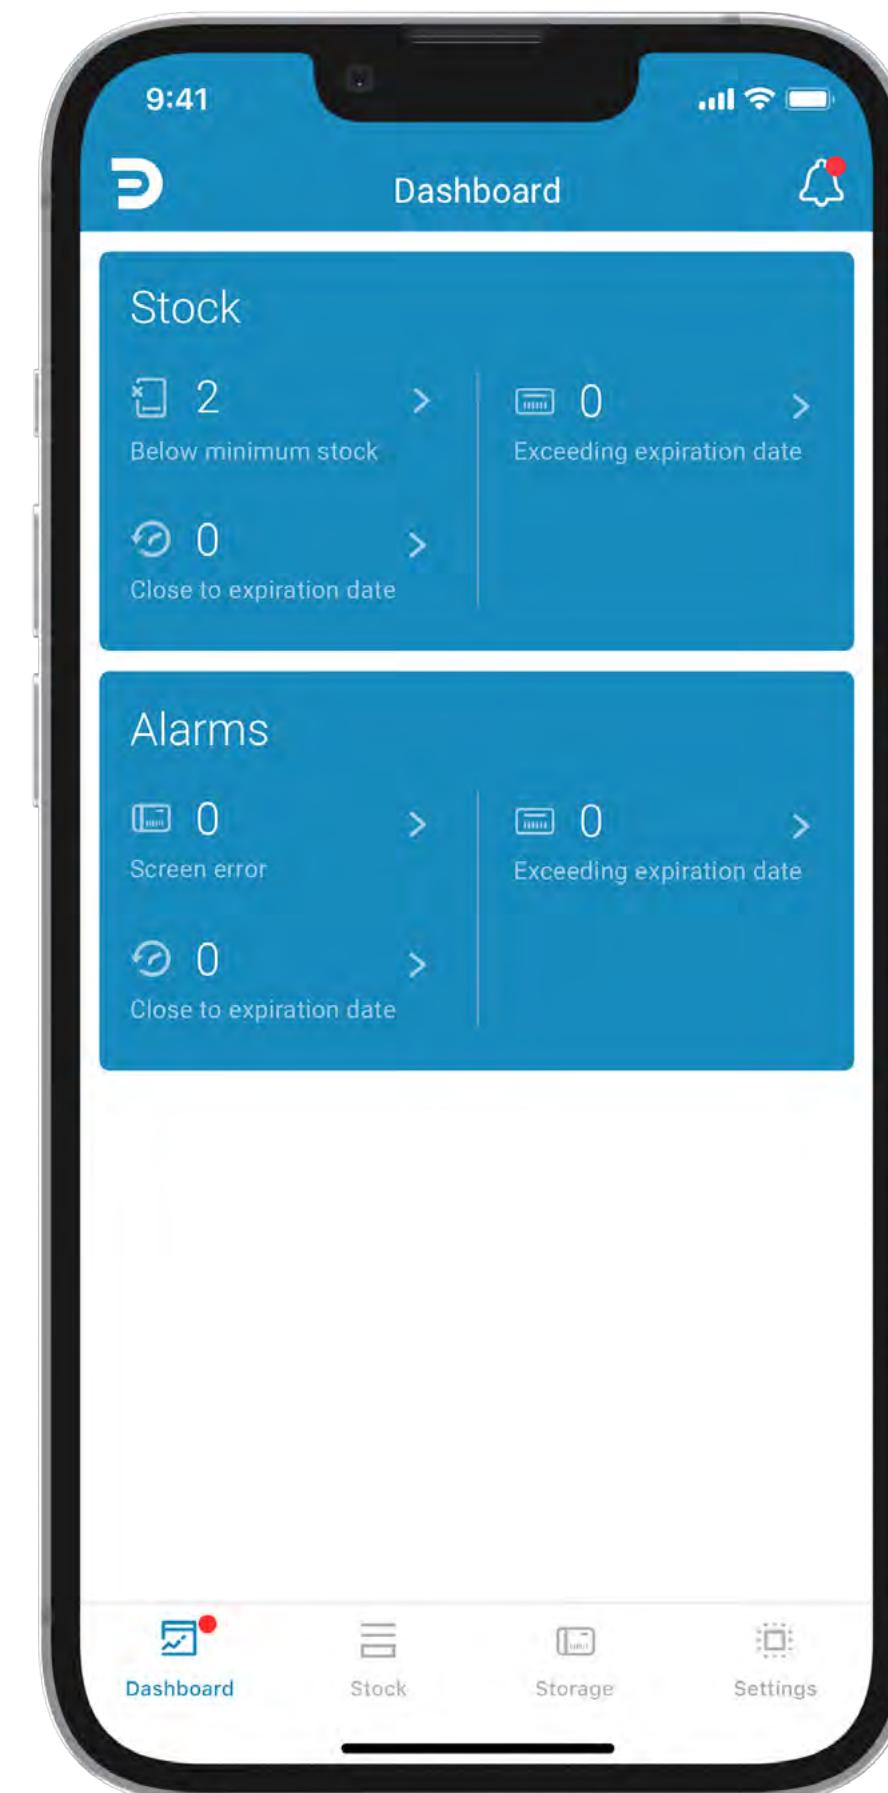 9:41
Dashboard
Stock
2
Below minimum stock
0
Exceeding expiration date
0
Close to expiration date
Alarms
0
Screen error
0
Exceeding expiration date
0
Close to expiration date
Dashboard
Stock
Storage
Settings